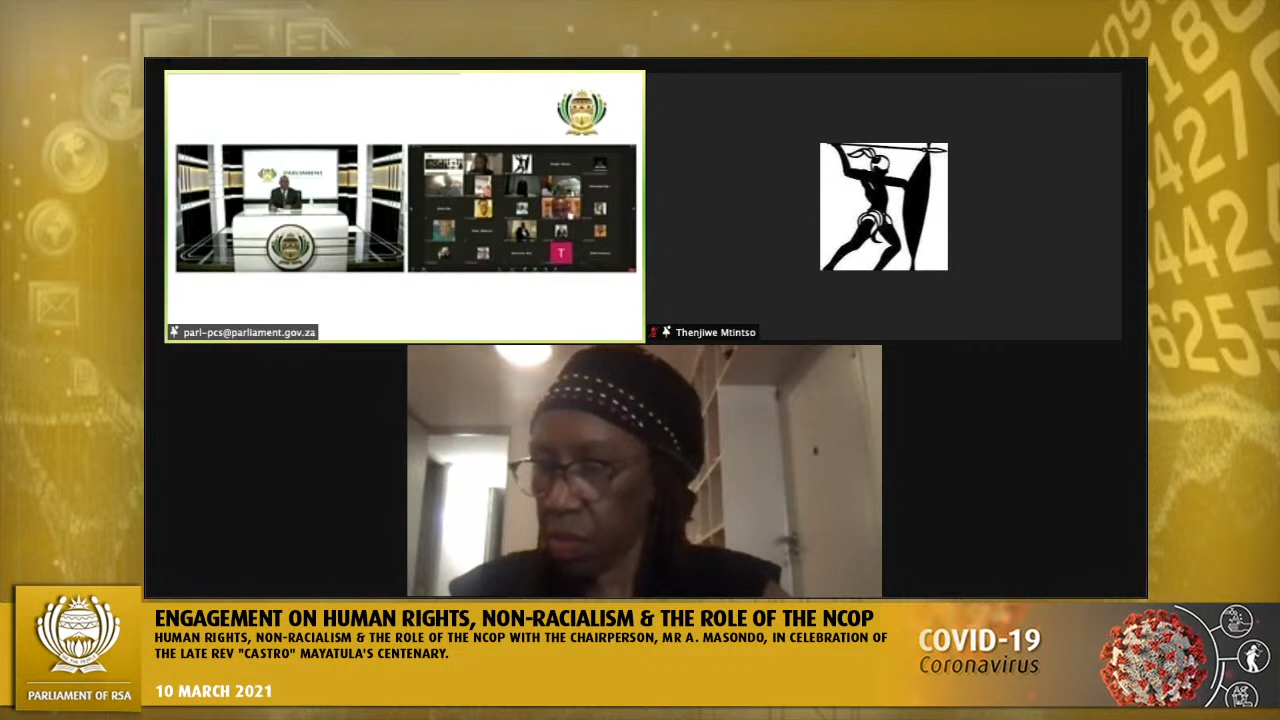 PARLIAMENT
T
parl-pcs@parliament.gov.za
Thenjiwe Mtintso
ENGAGEMENT ON HUMAN RIGHTS, NON-RACIALISM & THE ROLE OF THE NCOP
HUMAN RIGHTS, NON-RACIALISM & THE ROLE OF THE NCOP WITH THE CHAIRPERSON, MR A. MASONDO, IN CELEBRATION OF
THE LATE REV "CASTRO" MAYATULA'S CENTENARY.
10 MARCH 2021
PARLIAMENT OF RSA
COVID-19
Coronavirus